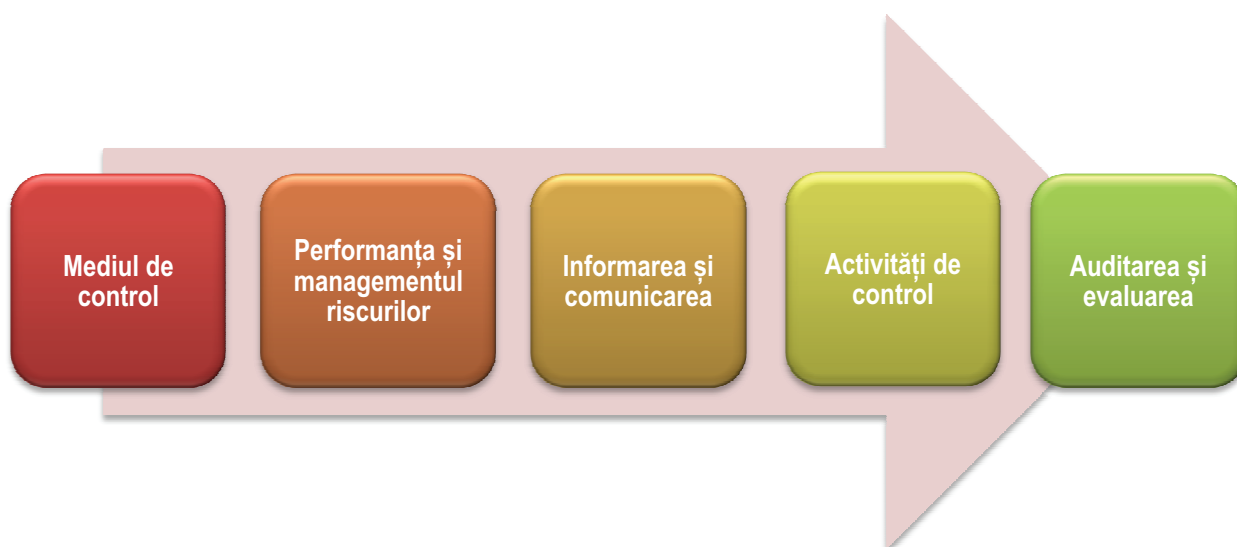 Mediul de
control
Performanța și
managementul
riscurilor
Informarea și
comunicarea
Activități de
control
Auditarea și
evaluarea